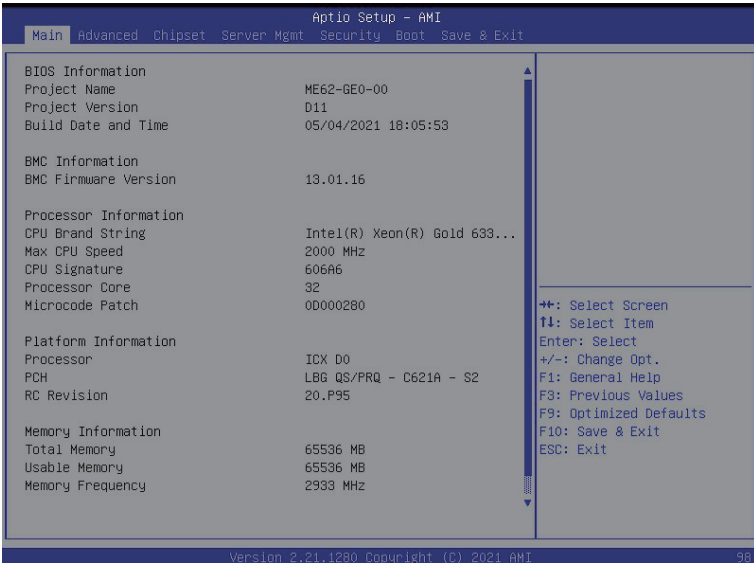 Aptio Setup – AMI
Main Advanced Chipset Server Mgmt Security Boot Save & Exit
BIOS Information
Project Name ME62-GE0-00
Project Version D11
Build Date and Time 05/04/2021 18:05:53
BMC Information
BMC Firmware Version 13.01.16
Processor Information
CPU Brand String Intel(R) Xeon(R) Gold 633...
Max CPU Speed 2000 MHz
CPU Signature 606A6
Processor Core 32
Microcode Patch 0D000280
Platform Information
Processor ICX D0
PCH LBG QS/PRQ - C621A - S2
RC Revision 20.P95
Memory Information
Total Memory 65536 MB
Usable Memory 65536 MB
Memory Frequency 2933 MHz
→←: Select Screen
↑↓: Select Item
Enter: Select
+/-: Change Opt.
F1: General Help
F3: Previous Values
F9: Optimized Defaults
F10: Save & Exit
ESC: Exit
Version 2.21.1280 Copyright (C) 2021 AMI
98